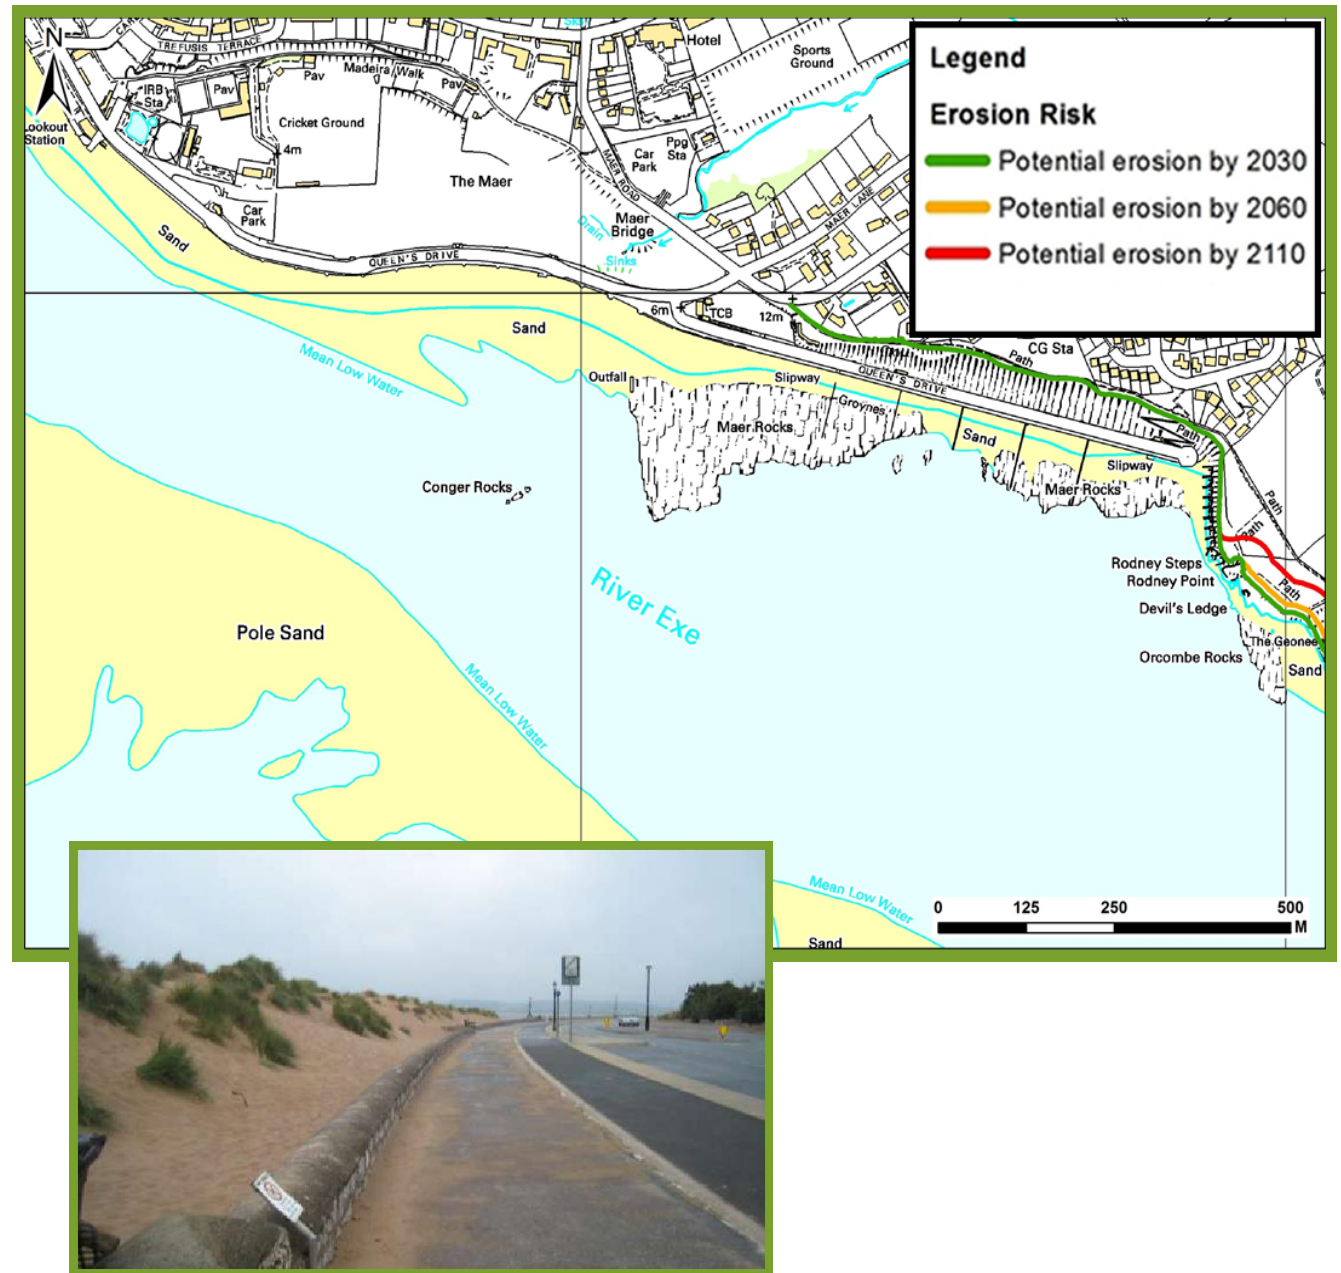 N
TREFUSIS TERRACE
Hotel
Sports
Ground
Legend
Erosion Risk
Potential erosion by 2030
Potential erosion by 2060
Potential erosion by 2110
Madeira Walk
Pav
Pav
Pav
IRB
Sta
Lookout
Station
Cricket Ground
4m
The Maer
Car
Park
Car
Park
Ppg
Sta
MAER ROAD
MAER LANE
Maer
Bridge
Drain
Sinks
Sand
QUEEN'S DRIVE
6m
TCB
12m
Sand
Mean Low Water
Outfall
Slipway
Groynes
QUEEN'S DRIVE
Path
CG Sta
Maer Rocks
Sand
Path
Slipway
Maer Rocks
Conger Rocks
Path
Path
Path
Rodney Steps
Rodney Point
Devil's Ledge
The Geonee
Orcombe Rocks
Sand
River Exe
Pole Sand
Mean Low Water
Mean Low Water
Sand
0 125 250 500
M